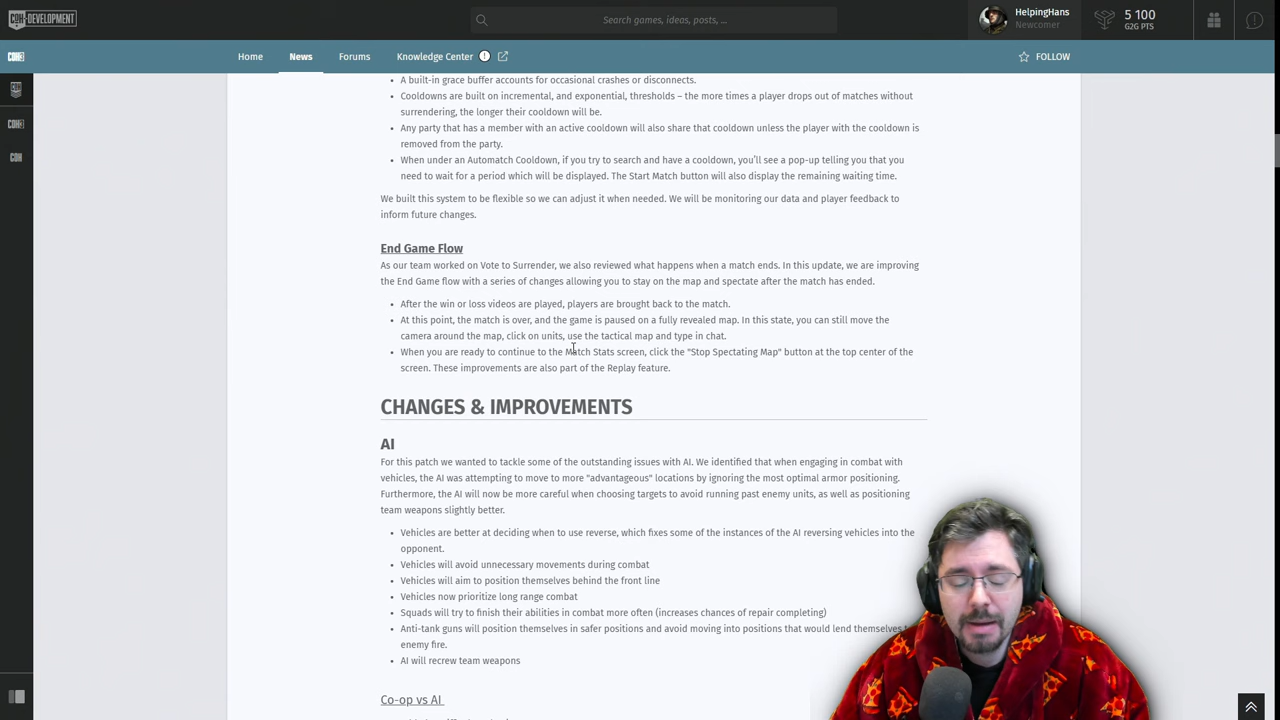 COH-DEVELOPMENT
Search games, ideas, posts, ...
HelpingHans
Newcomer
5 100
G2G PTS
COH3
Home
News
Forums
Knowledge Center
FOLLOW
A built-in grace buffer accounts for occasional crashes or disconnects.
Cooldowns are built on incremental, and exponential, thresholds – the more times a player drops out of matches without
surrendering, the longer their cooldown will be.
Any party that has a member with an active cooldown will also share that cooldown unless the player with the cooldown is
removed from the party.
When under an Automatch Cooldown, if you try to search and have a cooldown, you'll see a pop-up telling you that you
need to wait for a period which will be displayed. The Start Match button will also display the remaining waiting time.
We built this system to be flexible so we can adjust it when needed. We will be monitoring our data and player feedback to
inform future changes.
End Game Flow
As our team worked on Vote to Surrender, we also reviewed what happens when a match ends. In this update, we are improving
the End Game flow with a series of changes allowing you to stay on the map and spectate after the match has ended.
After the win or loss videos are played, players are brought back to the match.
At this point, the match is over, and the game is paused on a fully revealed map. In this state, you can still move the
camera around the map, click on units, use the tactical map and type in chat.
When you are ready to continue to the Match Stats screen, click the "Stop Spectating Map" button at the top center of the
screen. These improvements are also part of the Replay feature.
CHANGES & IMPROVEMENTS
AI
For this patch we wanted to tackle some of the outstanding issues with AI. We identified that when engaging in combat with
vehicles, the AI was attempting to move to more "advantageous" locations by ignoring the most optimal armor positioning.
Furthermore, the AI will now be more careful when choosing targets to avoid running past enemy units, as well as positioning
team weapons slightly better.
Vehicles are better at deciding when to use reverse, which fixes some of the instances of the AI reversing vehicles into the
opponent.
Vehicles will avoid unnecessary movements during combat
Vehicles will aim to position themselves behind the front line
Vehicles now prioritize long range combat
Squads will try to finish their abilities in combat more often (increases chances of repair completing)
Anti-tank guns will position themselves in safer positions and avoid moving into positions that would lend themselves
enemy fire.
AI will recrew team weapons
Co-op vs AI